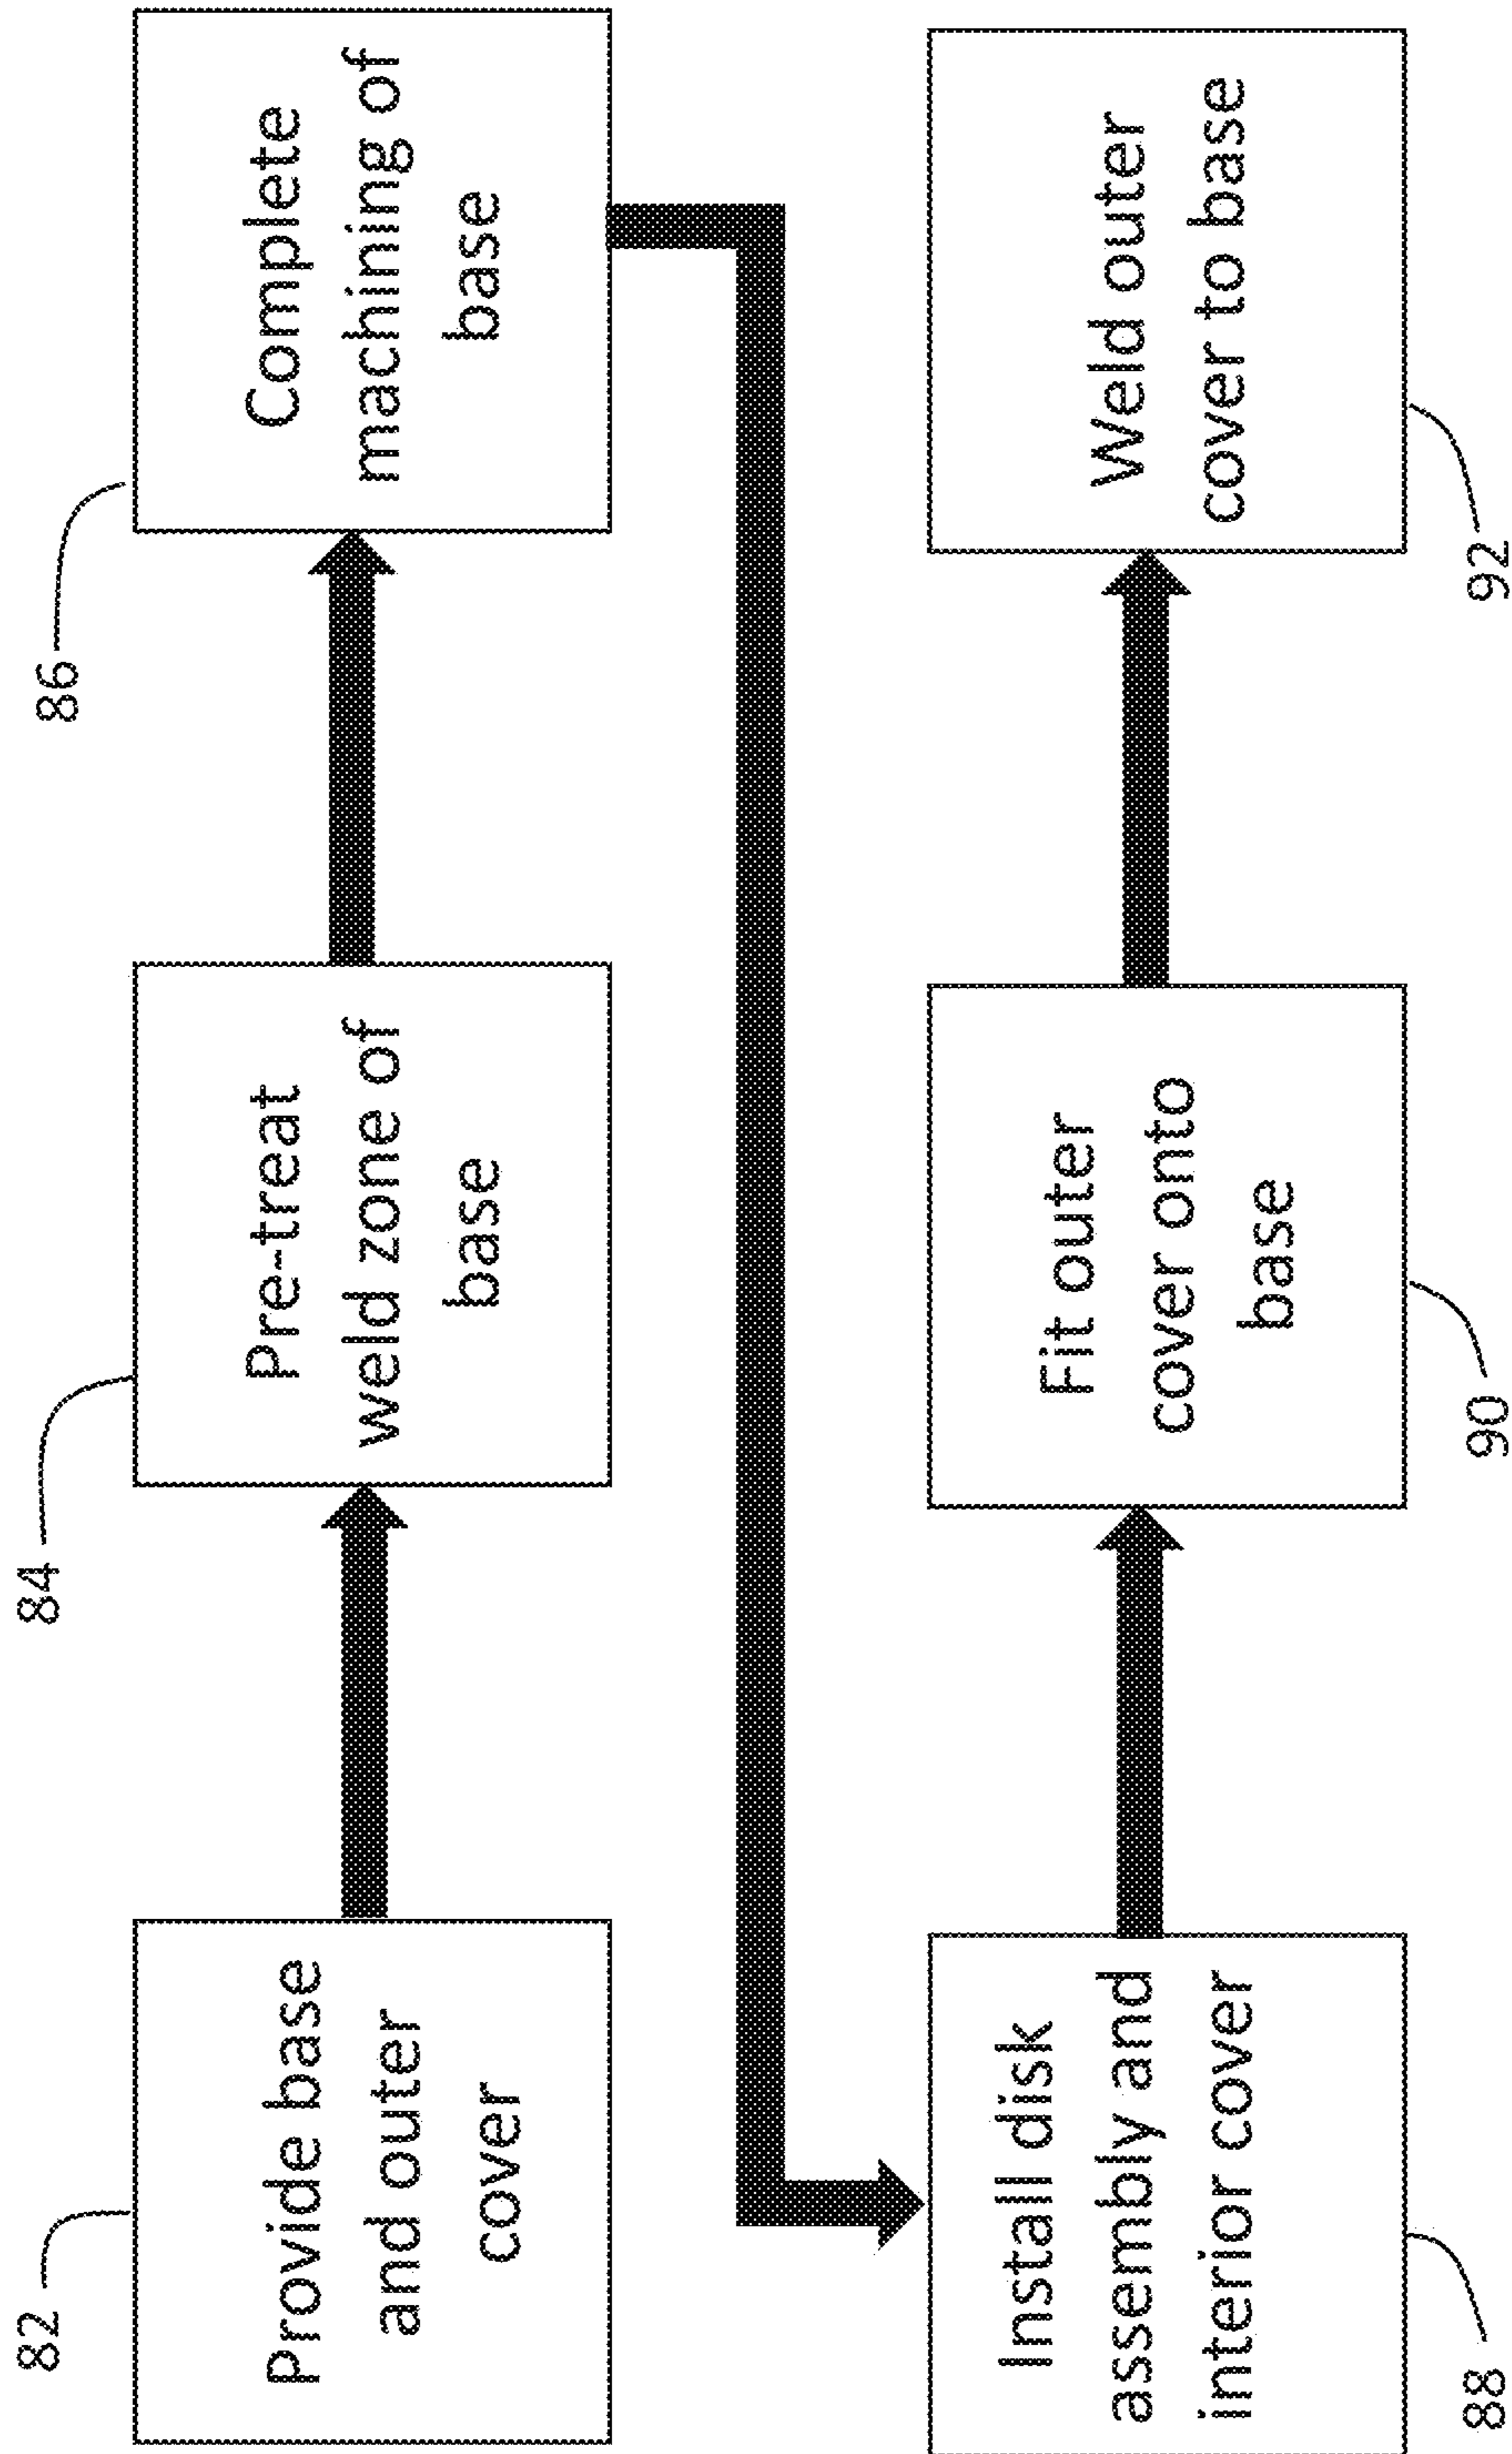 82
Provide base
and outer
cover
84
Pre-treat
weld zone of
base
86
Complete
machining of
base
88
Install disk
assembly and
interior cover
90
Fit outer
cover onto
base
92
Weld outer
cover to base